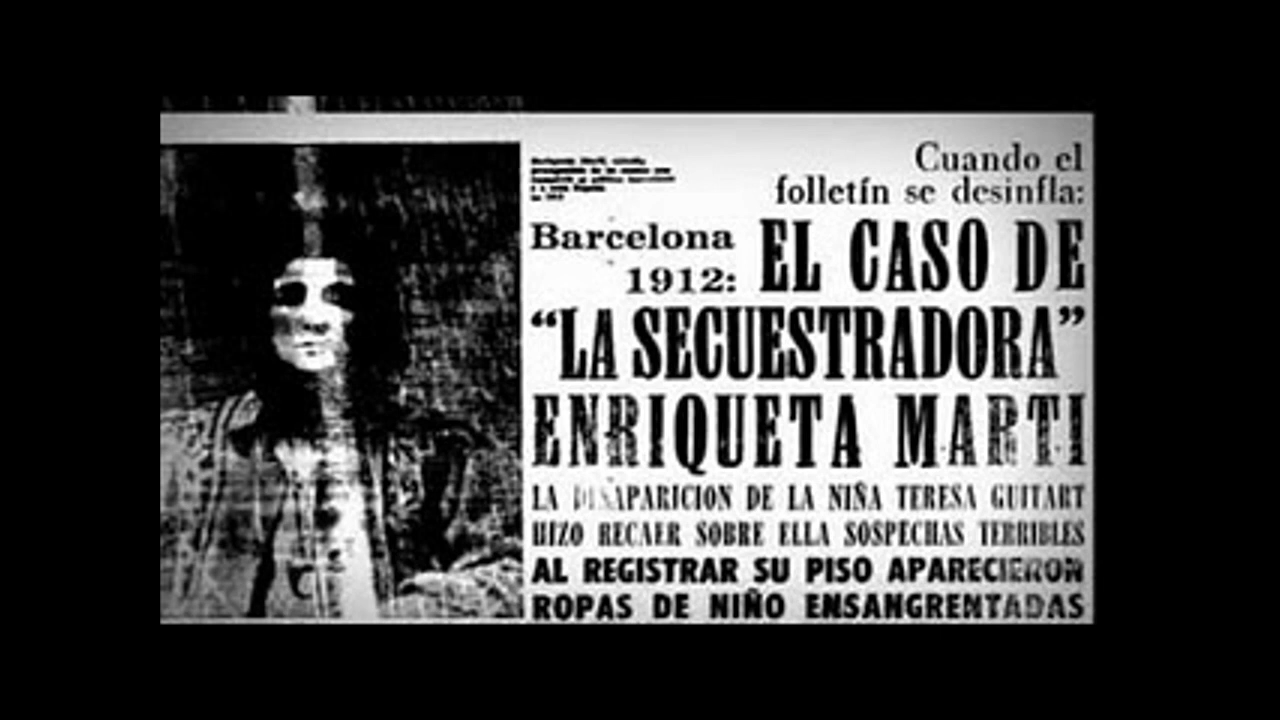 Cuando el
folletín se desinfla:
Barcelona
1912: EL CASO DE
“LA SECUESTRADORA”
ENRIQUETA MARTI
LA DESAPARICION DE LA NIÑA TERESA GUITART
HIZO RECAER SOBRE ELLA SOSPECHAS TERRIBLES
AL REGISTRAR SU PISO APARECIERON
ROPAS DE NIÑO ENSANGRENTADAS